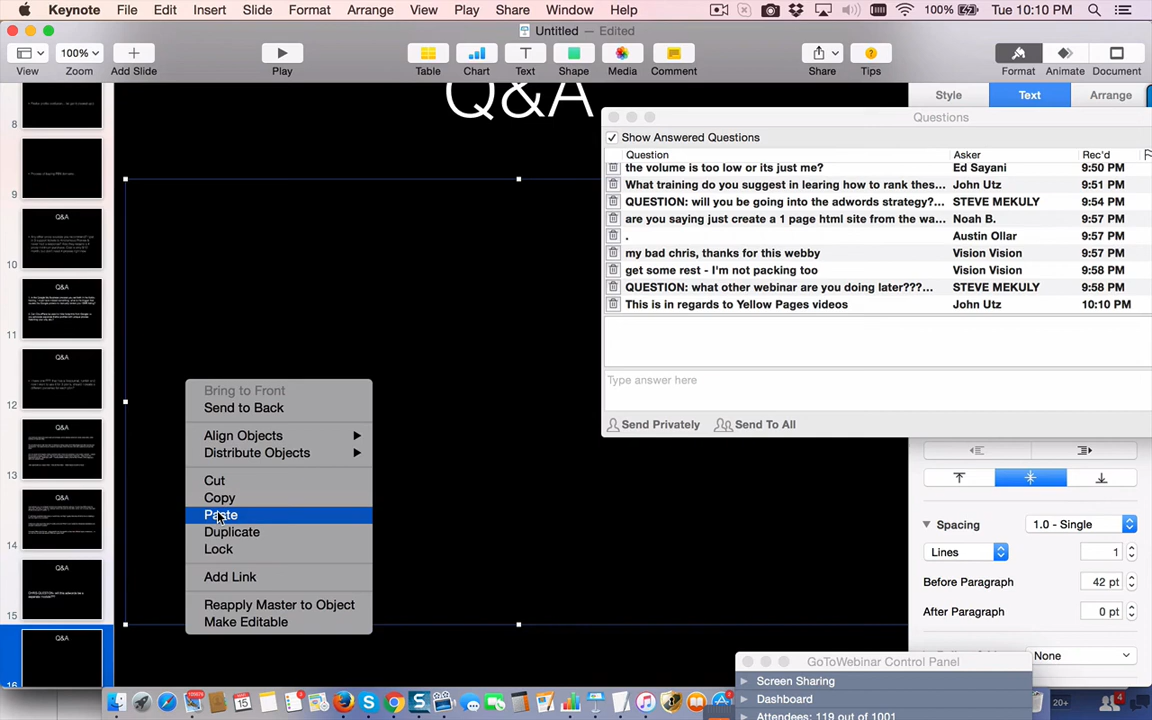 Keynote File Edit Insert Slide Format Arrange View Play Share Window Help 100% Tue 10:10 PM
Untitled — Edited
100%
View Zoom Add Slide Play Table Chart Text Shape Media Comment Share Tips Format Animate Document
Style Text Arrange
Q&A
Questions
Show Answered Questions
Question Asker Rec'd
the volume is too low or its just me? Ed Sayani 9:50 PM
What training do you suggest in learing how to rank thes... John Utz 9:51 PM
QUESTION: will you be going into the adwords strategy?... STEVE MEKULY 9:54 PM
are you saying just create a 1 page html site from the wa... Noah B. 9:57 PM
. Austin Ollar 9:57 PM
my bad chris, thanks for this webby Vision Vision 9:57 PM
get some rest - I'm not packing too Vision Vision 9:58 PM
QUESTION: what other webinar are you doing later???... STEVE MEKULY 9:58 PM
This is in regards to Yellow Pages videos John Utz 10:10 PM
Type answer here
Send Privately Send To All
Bring to Front
Send to Back
Align Objects
Distribute Objects
Cut
Copy
Paste
Duplicate
Lock
Add Link
Reapply Master to Object
Make Editable
Spacing 1.0 - Single
Lines 1
Before Paragraph 42 pt
After Paragraph 0 pt
None
8
9
Q&A
10
Q&A
11
Q&A
12
Q&A
13
Q&A
14
Q&A
15
Q&A
16
GoToWebinar Control Panel
Screen Sharing
Dashboard
Attendees: 119 out of 1001
15
20+
4